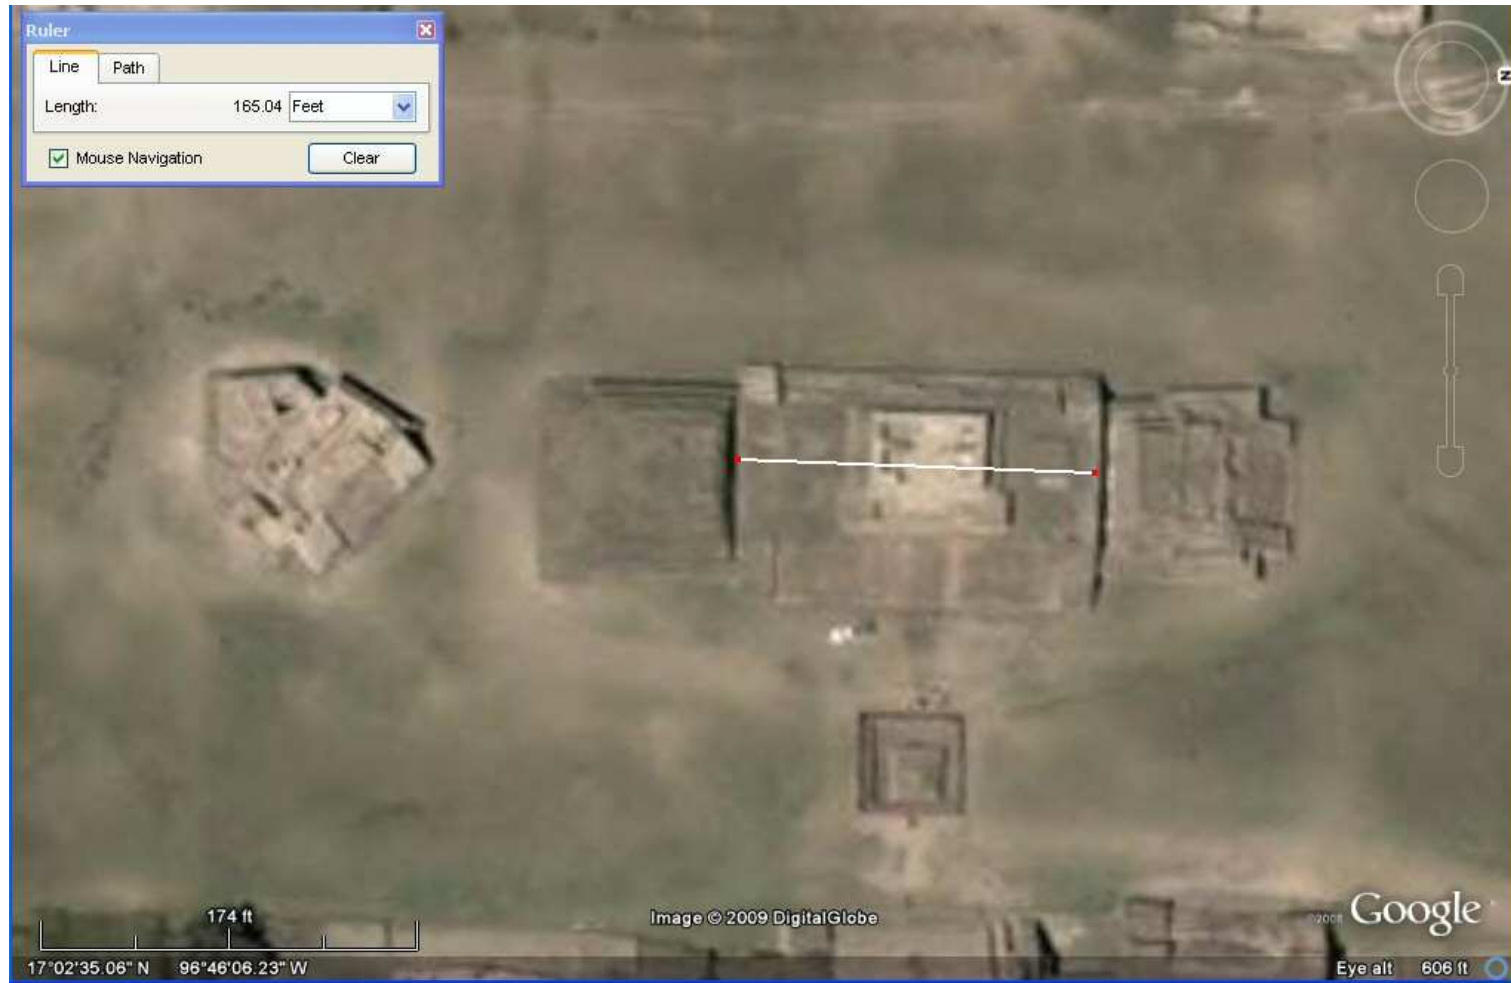 Ruler
Line Path
Length: 165.04 Feet
Mouse Navigation Clear
N
174 ft
Image © 2009 DigitalGlobe
©2008 Google
17°02'35.06" N 96°46'06.23" W
Eye alt 606 ft